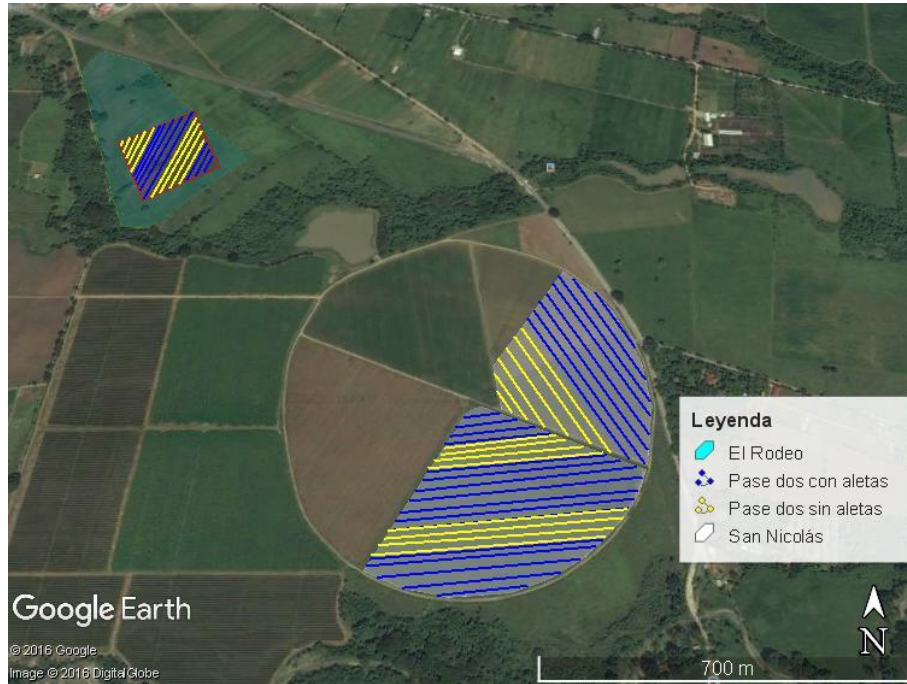 Leyenda
El Rodeo
Pase dos con aletas
Pase dos sin aletas
San Nicolás
Google Earth
N
© 2016 Google
Image © 2016 DigitalGlobe
700 m